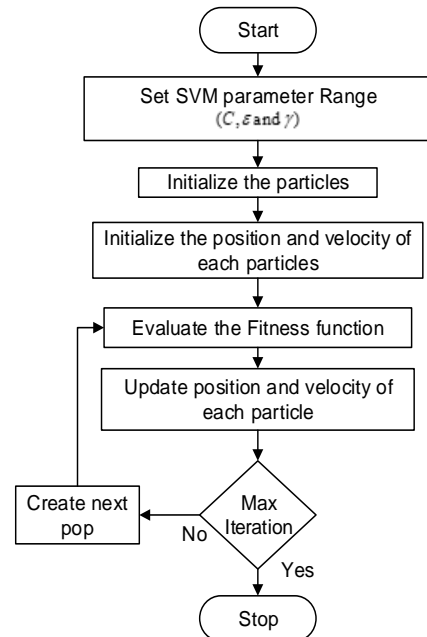 Start
Set SVM parameter Range
(C, ε and γ)
Initialize the particles
Initialize the position and velocity of
each particles
Evaluate the Fitness function
Update position and velocity of
each particle
Max
Iteration
No
Create next
pop
Yes
Stop